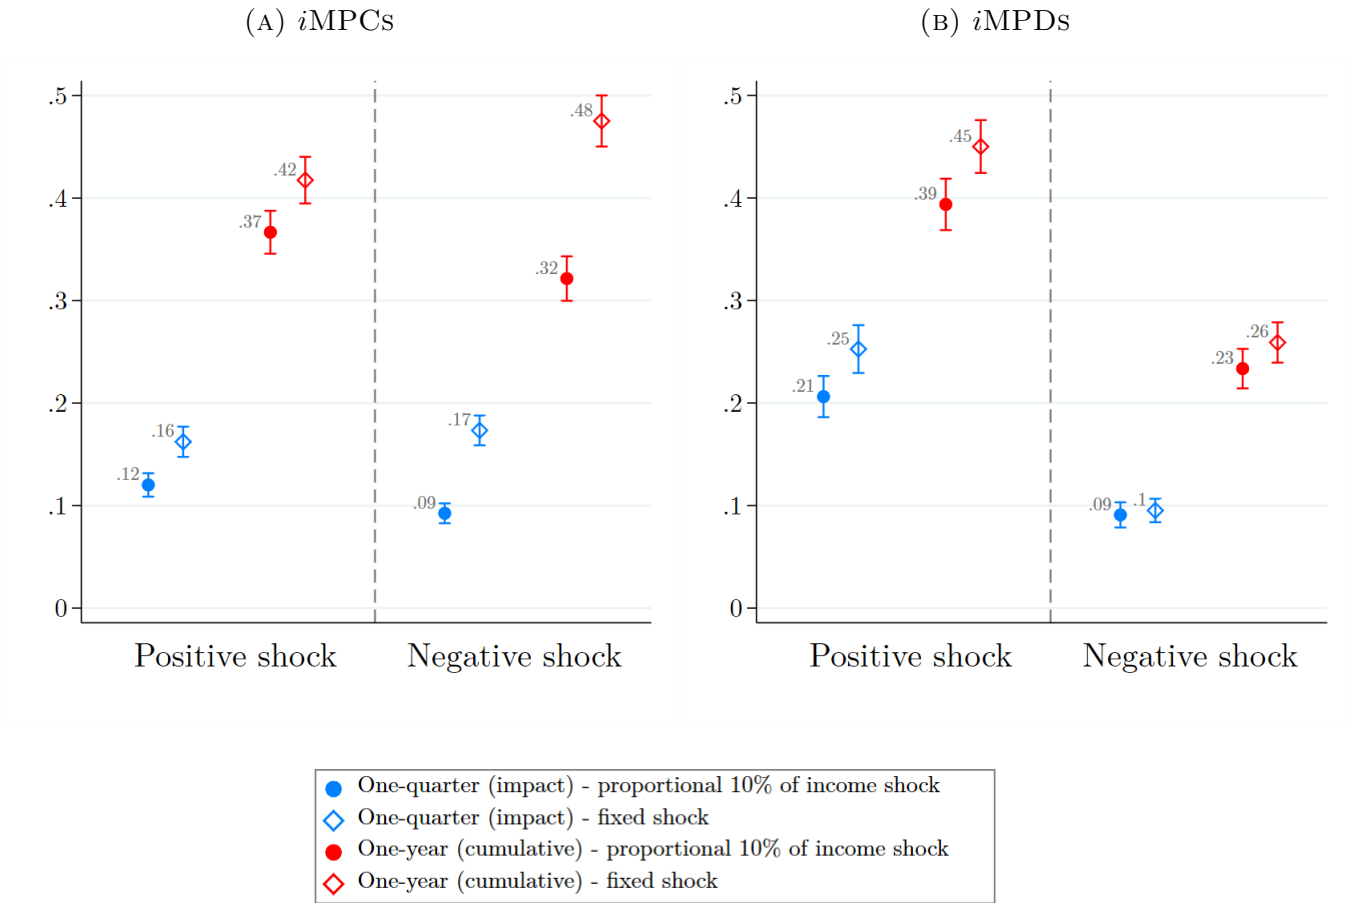 (A) iMPCs
.5
.4
.3
.2
.1
0
.12
.16
.37
.42
.09
.17
.32
.48
Positive shock
Negative shock
(B) iMPDs
.5
.4
.3
.2
.1
0
.21
.25
.39
.45
.09
.1
.23
.26
Positive shock
Negative shock
One-quarter (impact) - proportional 10% of income shock
One-quarter (impact) - fixed shock
One-year (cumulative) - proportional 10% of income shock
One-year (cumulative) - fixed shock